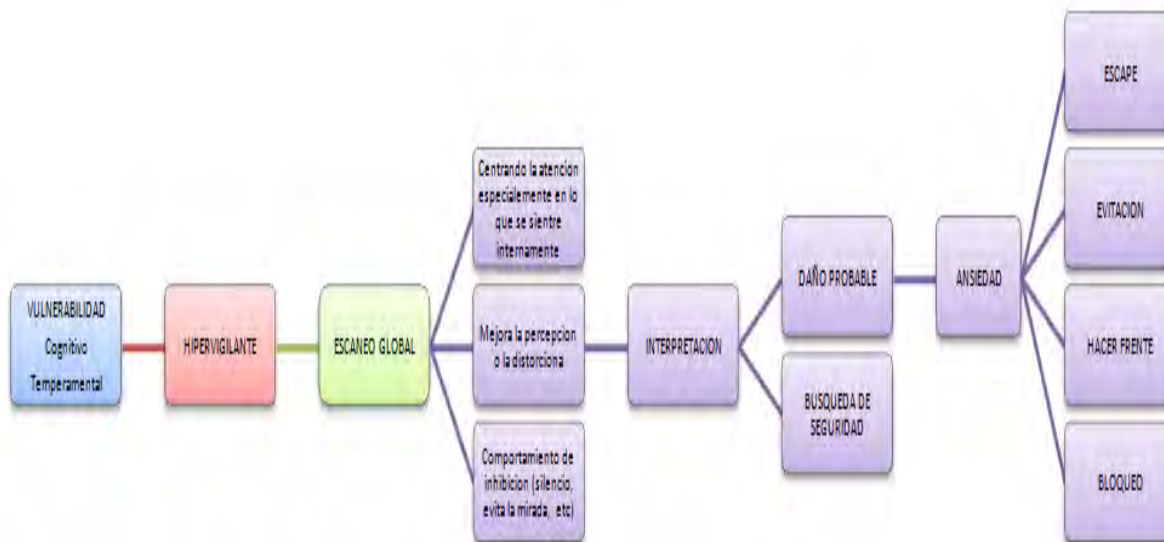 VULNERABILIDAD
Cognitivo
Temperamental
HIPERVIGILANTE
ESCANEO GLOBAL
Centrando la atencion
especialemente en lo
que se sientre
internamente
Mejora la percepcion
o la distorciona
Comportamiento de
inhibicion (silencio,
evita la mirada, etc)
INTERPRETACION
DAÑO PROBABLE
BUSQUEDA DE
SEGURIDAD
ANSIEDAD
ESCAPE
EVITACION
HACER FRENTE
BLOQUEO